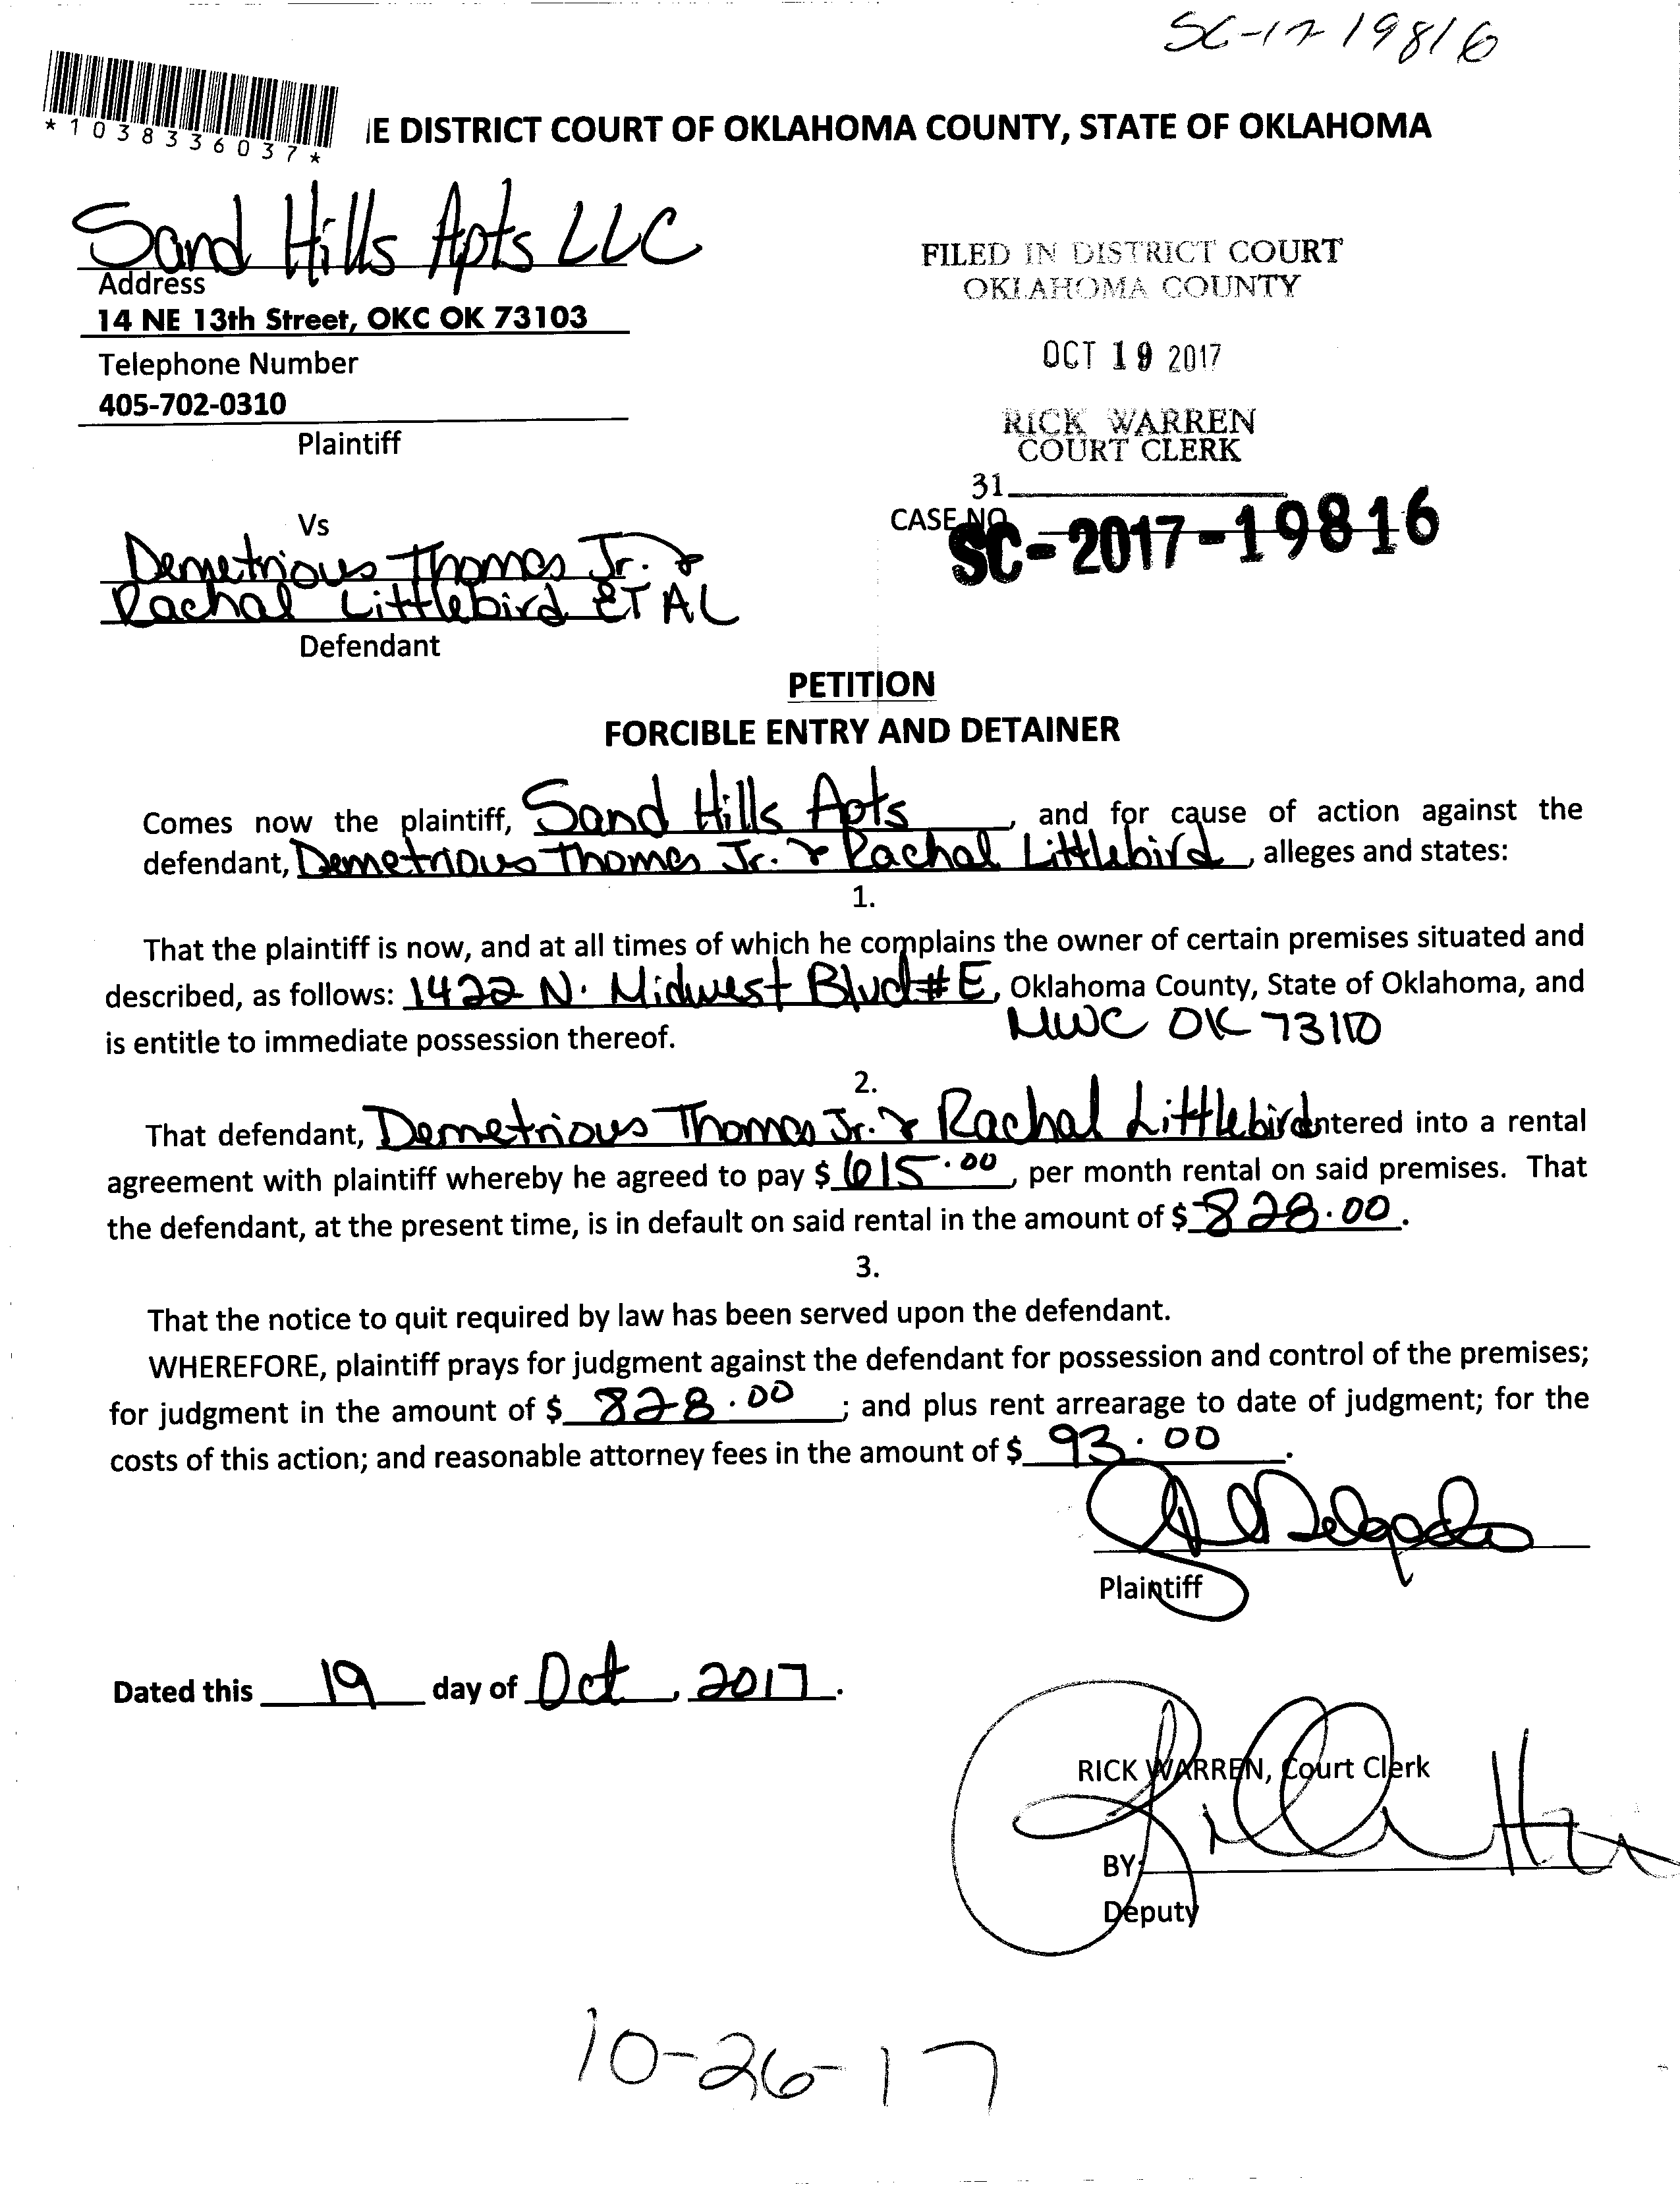 SC-17-19816
*1038336037*
E DISTRICT COURT OF OKLAHOMA COUNTY, STATE OF OKLAHOMA
Sand Hills Apts LLC
Address
14 NE 13th Street, OKC OK 73103
Telephone Number
405-702-0310
Plaintiff
FILED IN DISTRICT COURT
OKLAHOMA COUNTY
OCT 19 2017
RICK WARREN
COURT CLERK
31
CASE NO.
SC-2017-19816
Vs
Demetrious Thomas Jr. &
Rachal Littlebird ET AL
Defendant
PETITION
FORCIBLE ENTRY AND DETAINER
Comes now the plaintiff, Sand Hills Apts, and for cause of action against the
defendant, Demetrious Thomas Jr. & Rachal Littlebird, alleges and states:
1.
That the plaintiff is now, and at all times of which he complains the owner of certain premises situated and
described, as follows: 1422 N. Midwest Blvd #E, Oklahoma County, State of Oklahoma, and
MWC OK 73110
is entitle to immediate possession thereof.
2.
That defendant, Demetrious Thomas Jr. & Rachal Littlebird entered into a rental
agreement with plaintiff whereby he agreed to pay $ 615.00, per month rental on said premises. That
the defendant, at the present time, is in default on said rental in the amount of $ 828.00.
3.
That the notice to quit required by law has been served upon the defendant.
WHEREFORE, plaintiff prays for judgment against the defendant for possession and control of the premises;
for judgment in the amount of $ 828.00; and plus rent arrearage to date of judgment; for the
costs of this action; and reasonable attorney fees in the amount of $ 93.00.
Delgado
Plaintiff
Dated this 19 day of Oct, 2017.
RICK WARREN, Court Clerk
BY:
Deputy
10-26-17